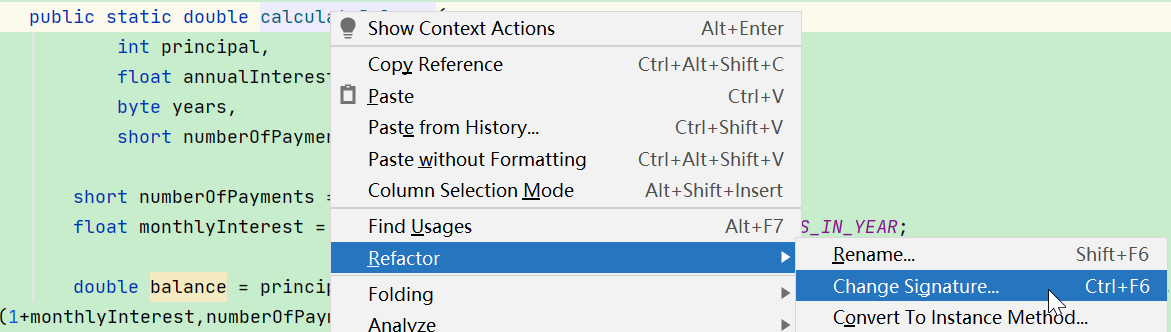 public static double
int principal,
float annualInterest
byte years,
short numberOfPaymen
short numberOfPayments =
float monthlyInterest = S_IN_YEAR;
double balance = princip
(1+monthlyInterest,numberOfPay
Show Context Actions Alt+Enter
Copy Reference Ctrl+Alt+Shift+C
Paste Ctrl+V
Paste from History... Ctrl+Shift+V
Paste without Formatting Ctrl+Alt+Shift+V
Column Selection Mode Alt+Shift+Insert
Find Usages Alt+F7
Refactor
Folding
Analyze
Rename... Shift+F6
Change Signature... Ctrl+F6
Convert To Instance Method...